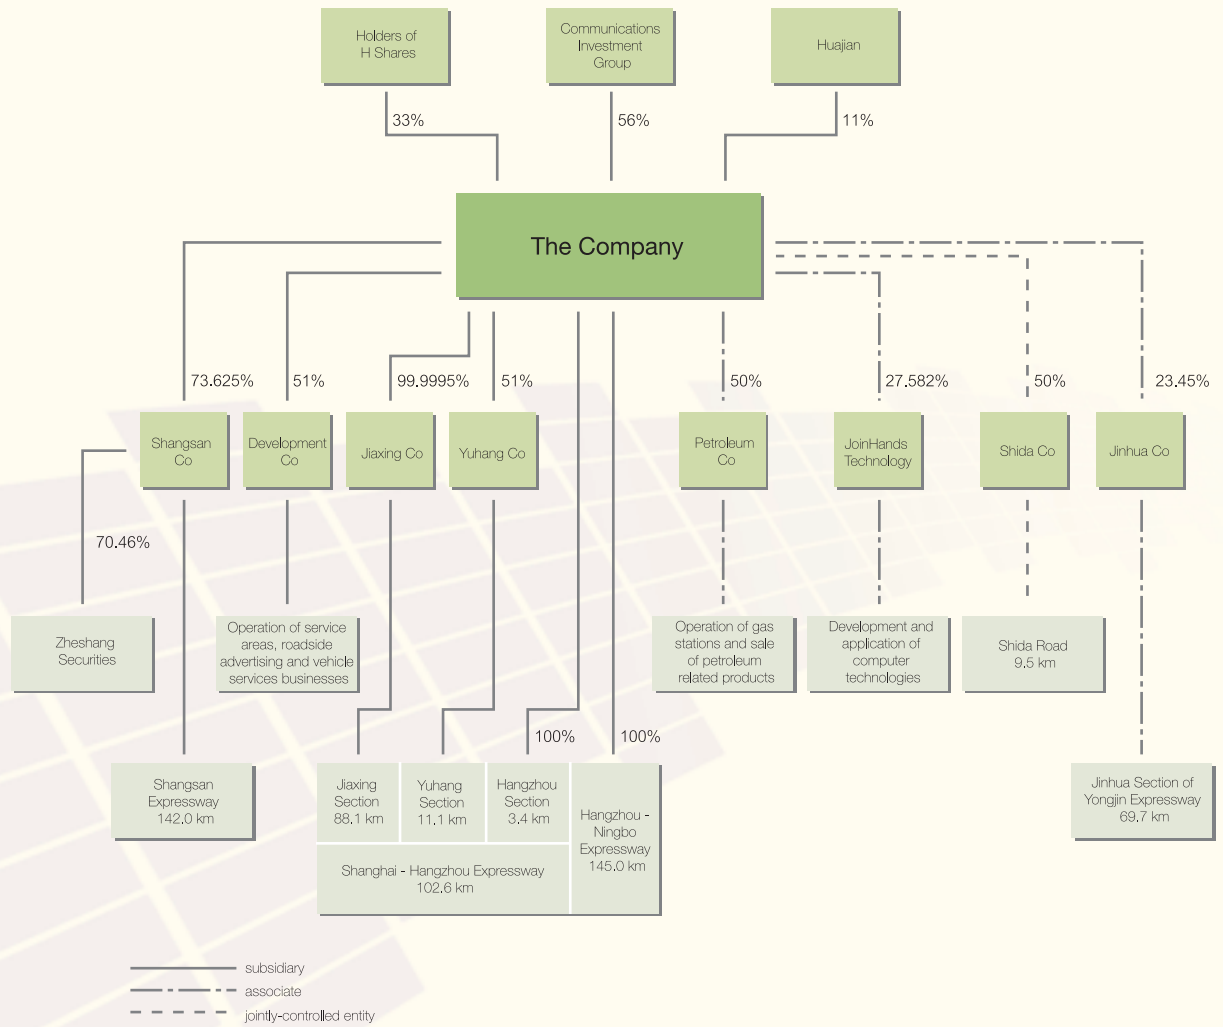 Holders of
H Shares
Communications
Investment
Group
Huajian
33%
56%
11%
The Company
73.625%
51%
99.9995%
51%
50%
27.582%
50%
23.45%
Shangsan
Co
Development
Co
Jiaxing Co
Yuhang Co
Petroleum
Co
JoinHands
Technology
Shida Co
Jinhua Co
70.46%
Zheshang
Securities
Operation of service
areas, roadside
advertising and vehicle
services businesses
Operation of gas
stations and sale
of petroleum
related products
Development and
application of
computer
technologies
Shida Road
9.5 km
100%
100%
Shangsan
Expressway
142.0 km
Jiaxing
Section
88.1 km
Yuhang
Section
11.1 km
Hangzhou
Section
3.4 km
Hangzhou -
Ningbo
Expressway
145.0 km
Shanghai - Hangzhou Expressway
102.6 km
Jinhua Section of
Yongjin Expressway
69.7 km
subsidiary
associate
jointly-controlled entity